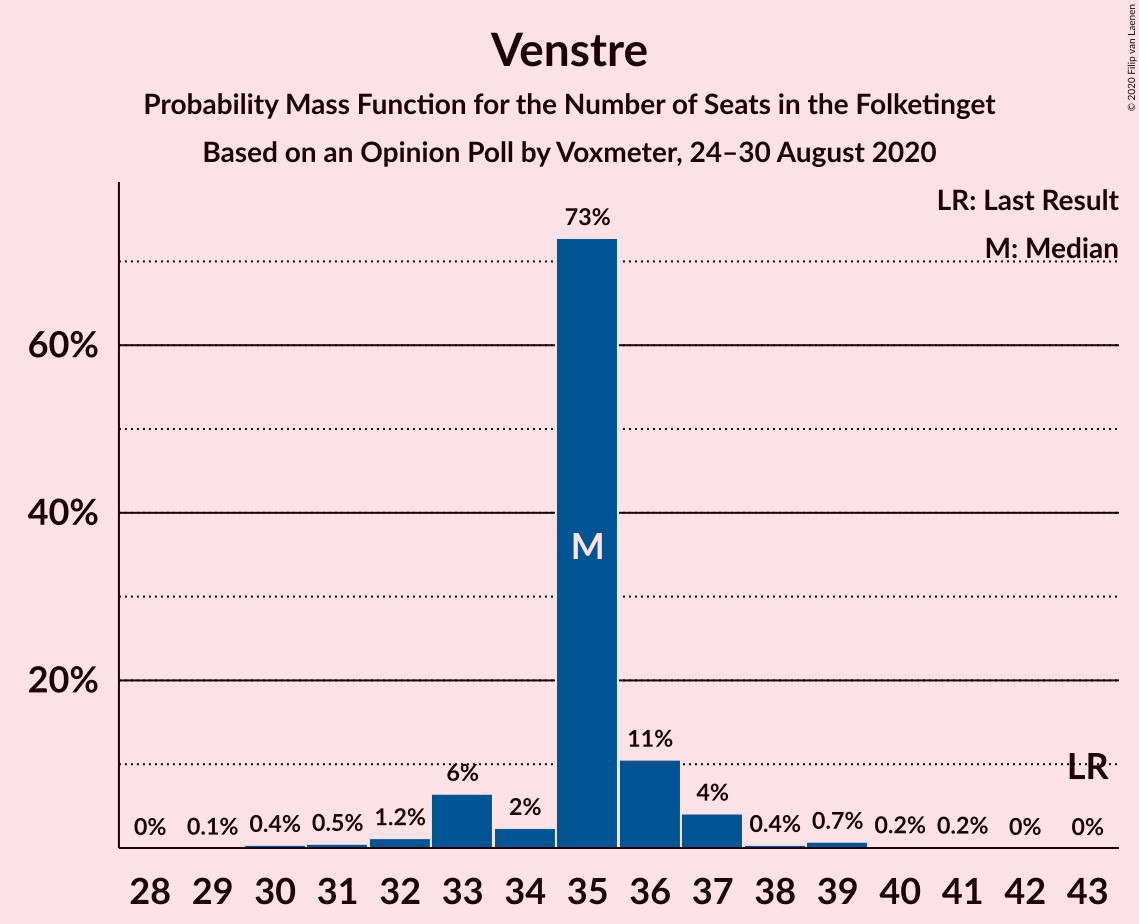 Venstre
Probability Mass Function for the Number of Seats in the Folketinget
Based on an Opinion Poll by Voxmeter, 24–30 August 2020
© 2020 Filip van Laenen
LR: Last Result
M: Median
60%
40%
20%
0%
0.1%
0.4%
0.5%
1.2%
6%
2%
73%
M
11%
4%
0.4%
0.7%
0.2%
0.2%
0%
0%
LR
28 29 30 31 32 33 34 35 36 37 38 39 40 41 42 43